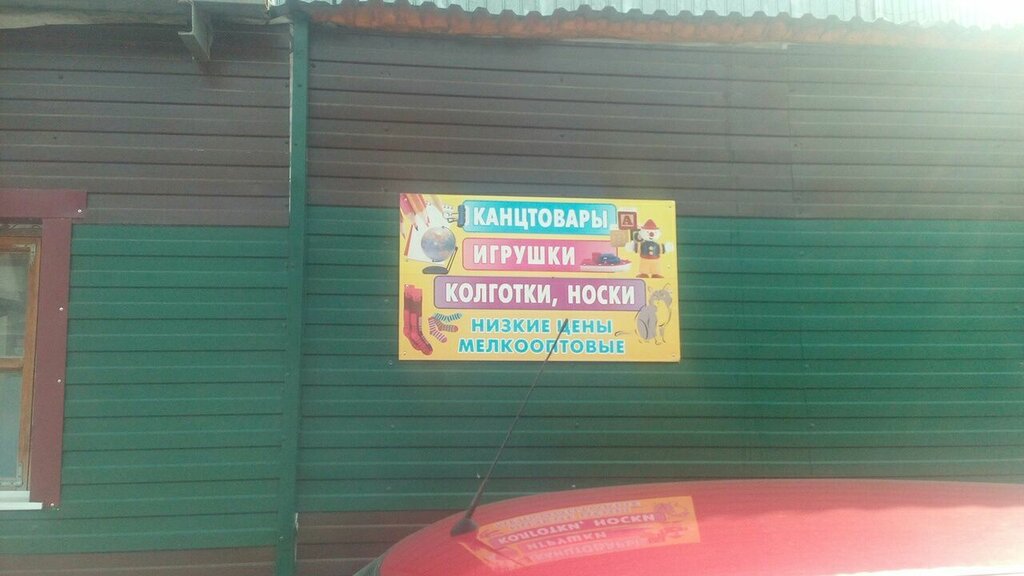 КАНЦТОВАРЫ
А
ИГРУШКИ
КОЛГОТКИ, НОСКИ
НИЗКИЕ ЦЕНЫ
МЕЛКООПТОВЫЕ